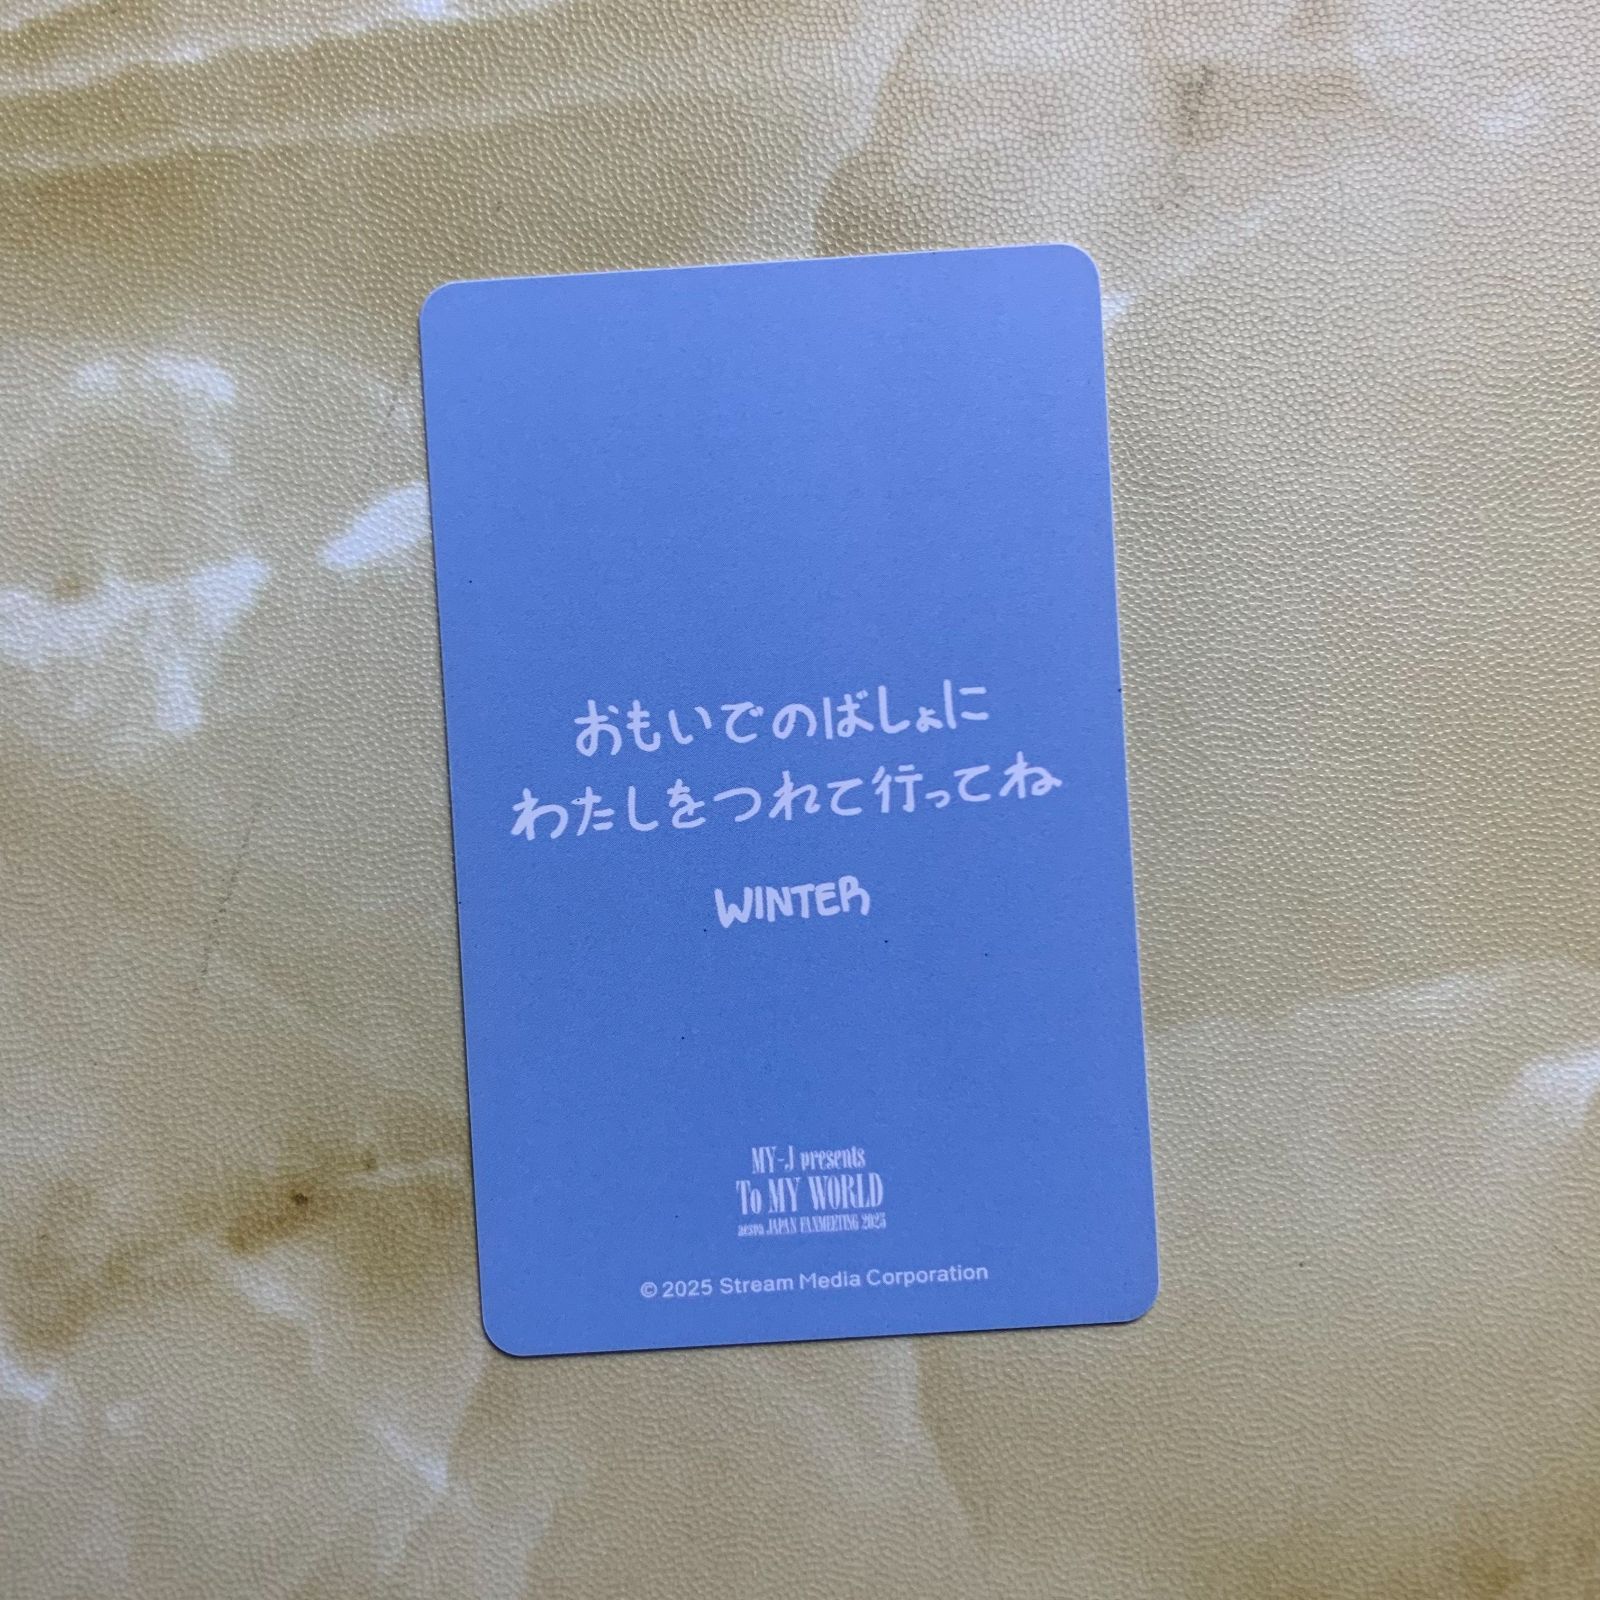 おもいでのばしょに
わたしをつれて行ってね
WINTER
MY-J presents
To MY WORLD
aespa JAPAN FANMEETING 2025
© 2025 Stream Media Corporation